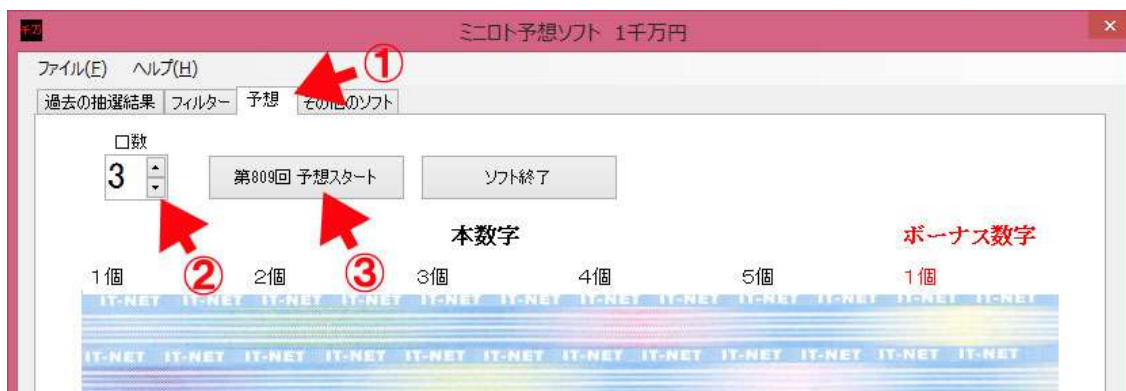 千万 ミニロト予想ソフト 1千万円 ×
ファイル(F) ヘルプ(H) ①
過去の抽選結果 フィルター 予想 その他のソフト
口数
3 第809回 予想スタート ソフト終了
本数字 ボーナス数字
1個 ② 2個 ③ 3個 4個 5個 1個
IT-NET IT-NET IT-NET IT-NET IT-NET IT-NET IT-NET IT-NET IT-NET IT-NET IT-NET IT-NET
IT-NET IT-NET IT-NET IT-NET IT-NET IT-NET IT-NET IT-NET IT-NET IT-NET IT-NET IT-NET